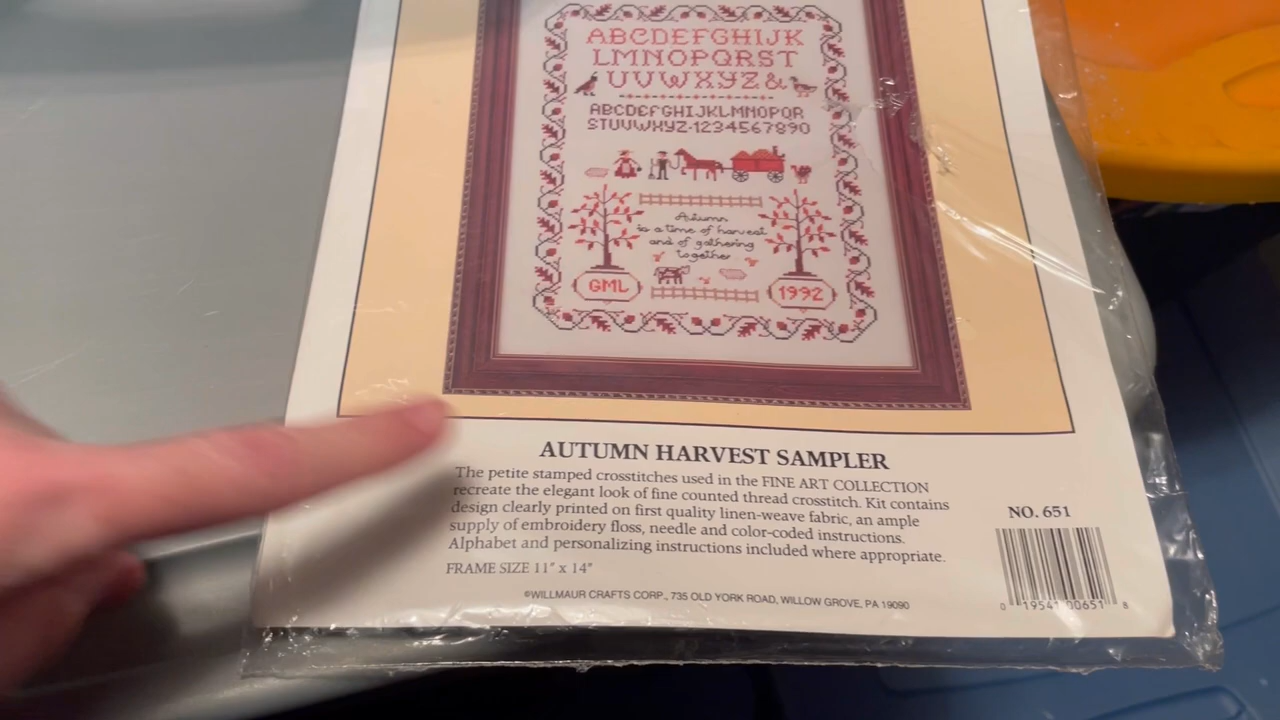 ABCDEFGHIJK
LMNOPQRST
UVWXYZ&
ABCDEFGHIJKLMNOPQR
STUVWXYZ·1234567890
Autumn
is a time of harvest
and of gathering
together
GML
1992
AUTUMN HARVEST SAMPLER
The petite stamped crosstitches used in the FINE ART COLLECTION
recreate the elegant look of fine counted thread crosstitch. Kit contains
design clearly printed on first quality linen-weave fabric, an ample
supply of embroidery floss, needle and color-coded instructions.
Alphabet and personalizing instructions included where appropriate.
FRAME SIZE 11″ x 14″
©WILLMAUR CRAFTS CORP., 735 OLD YORK ROAD, WILLOW GROVE, PA 19090
NO. 651
0 19541 00651 8